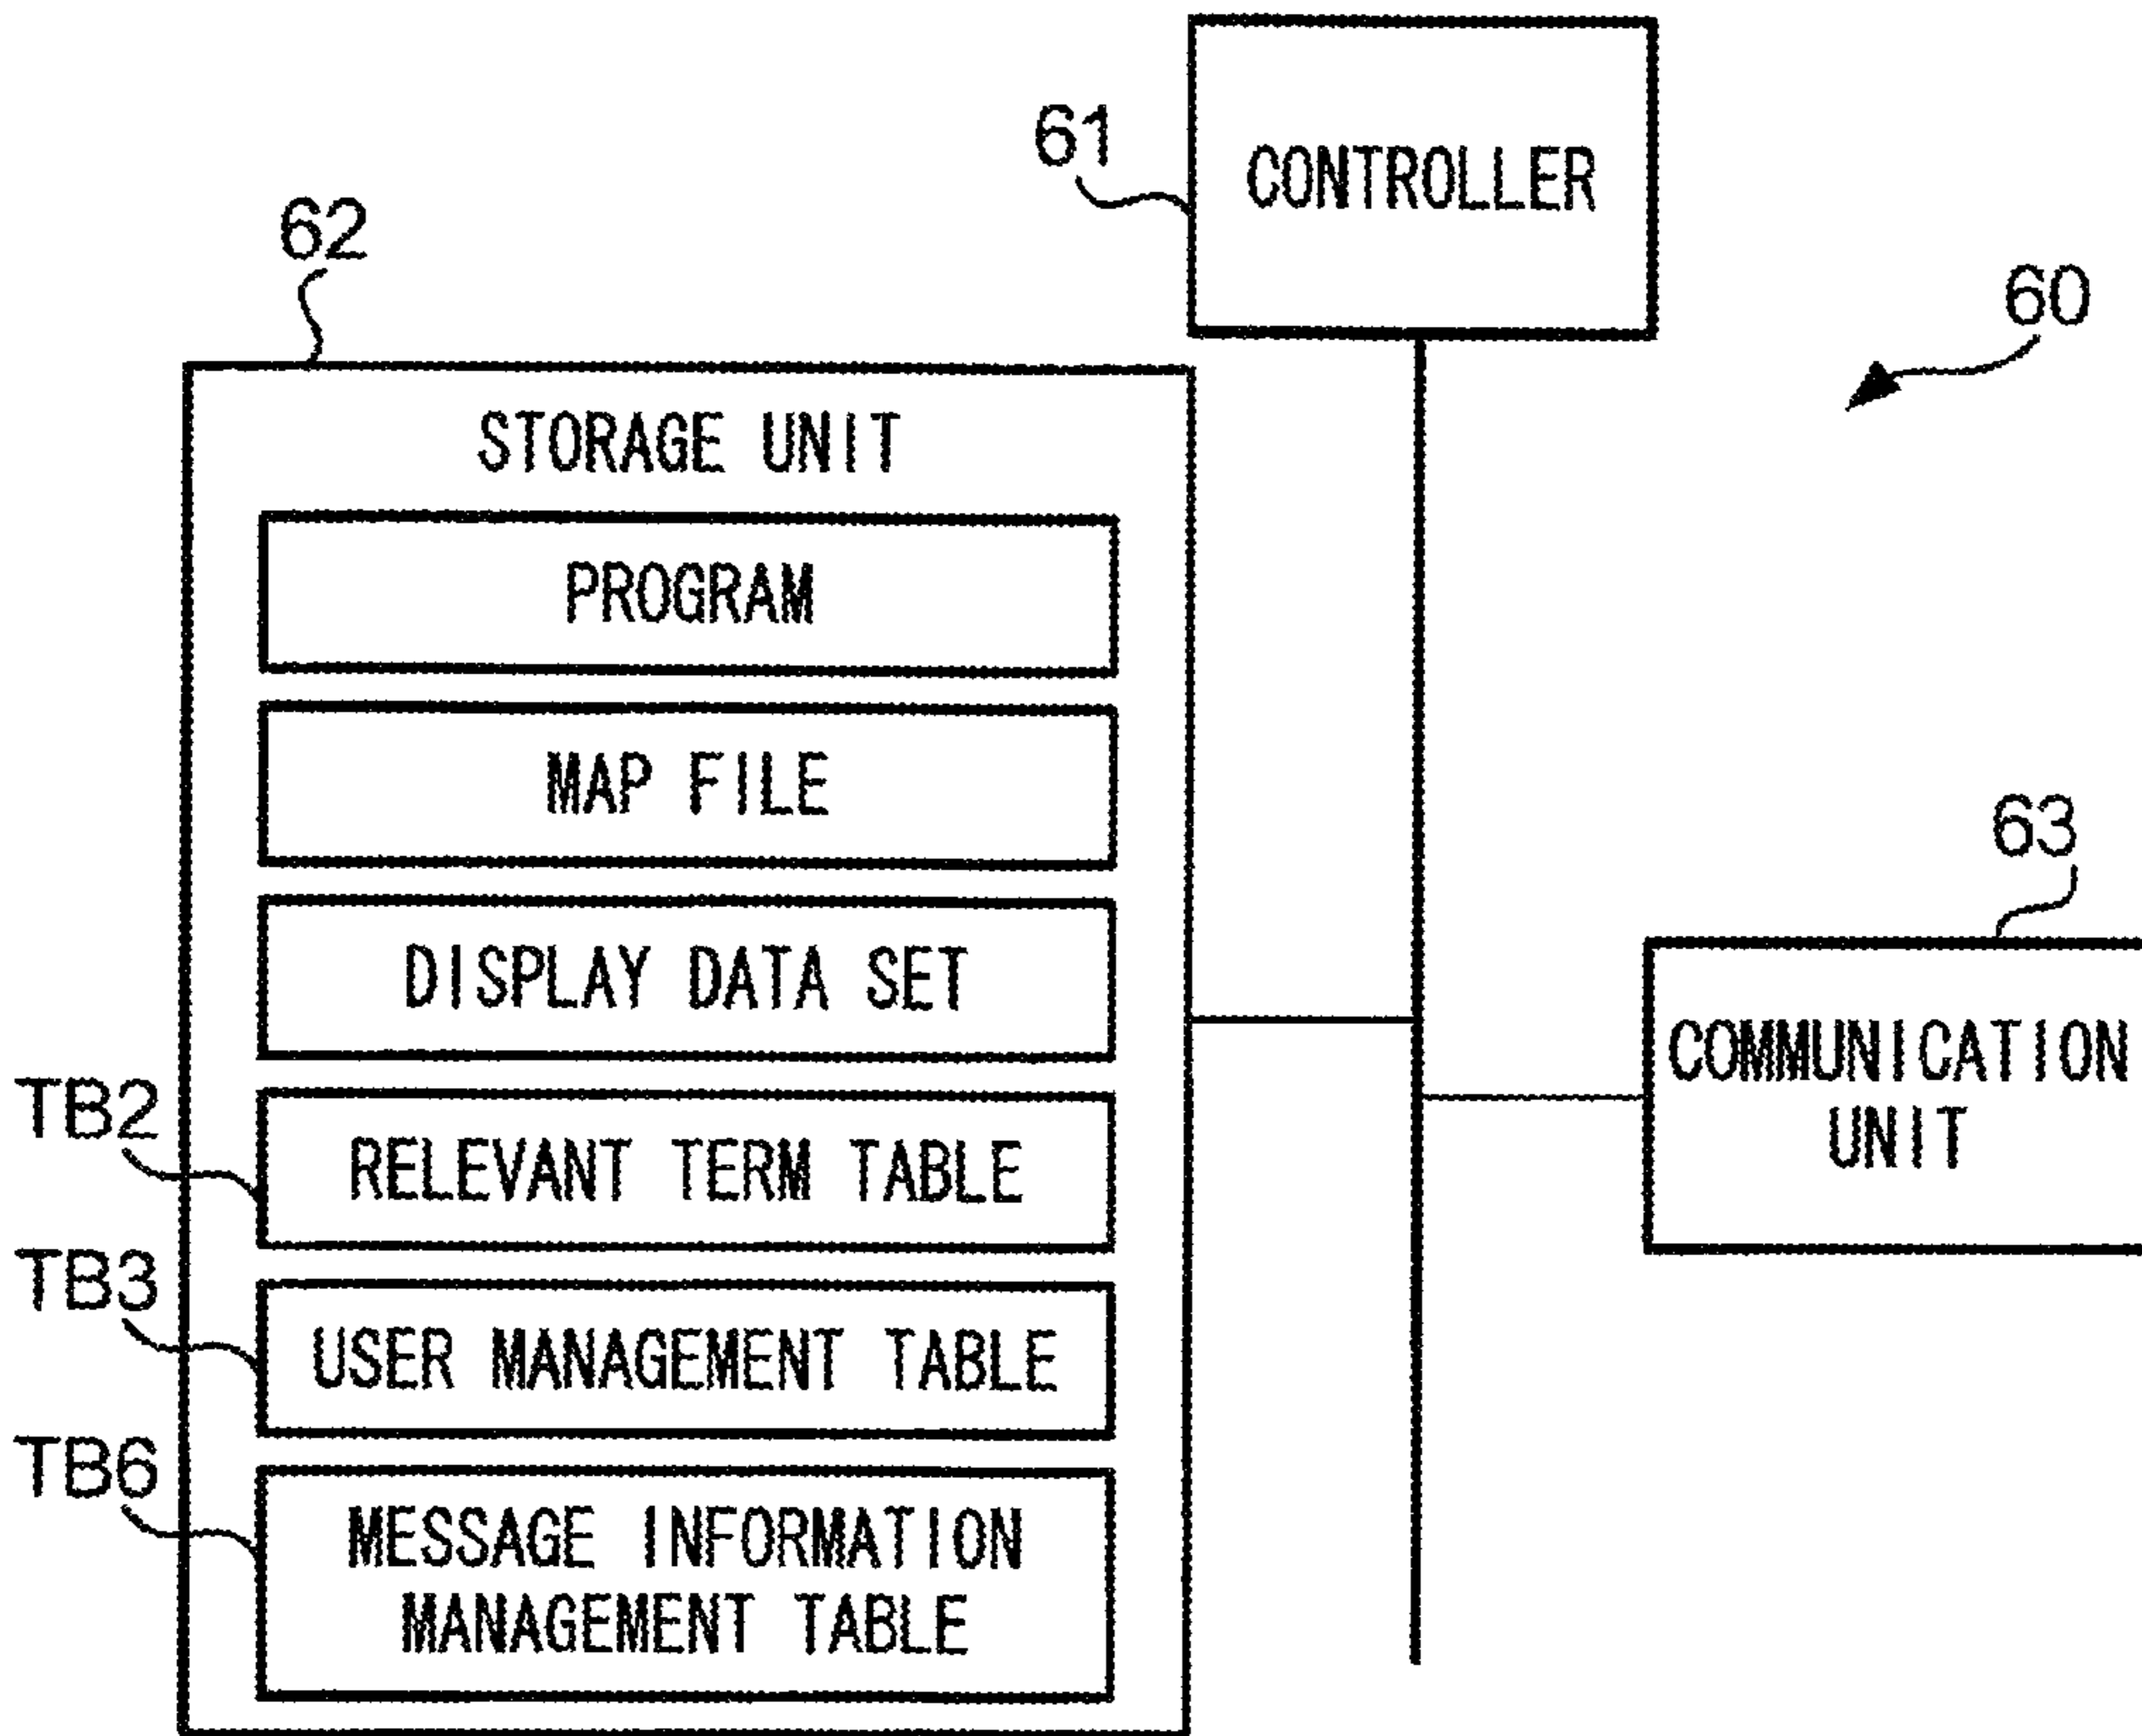 61
CONTROLLER
62
60
STORAGE UNIT
PROGRAM
MAP FILE
63
DISPLAY DATA SET
COMMUNICATION
UNIT
TB2
RELEVANT TERM TABLE
TB3
USER MANAGEMENT TABLE
TB6
MESSAGE INFORMATION
MANAGEMENT TABLE